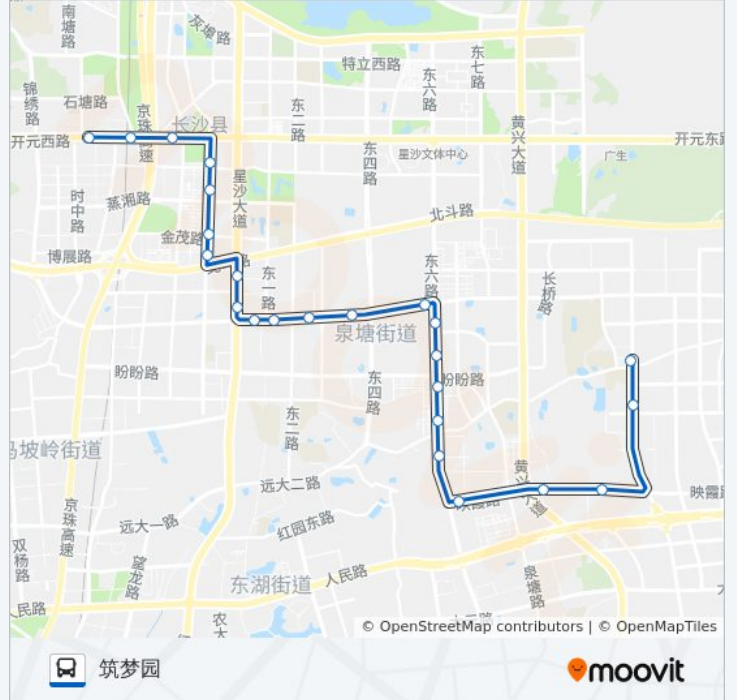 南塘路
灰埠路
特立西路
东七路
东六路
锦绣路
石塘路
京珠高速
长沙县
东二路
黄兴大道
开元西路
开元东路
东四路
星沙文体中心
广生
时中路
蒸湘路
星沙大道
北斗路
金茂路
博展路
东一路
东六路
长桥路
泉塘街道
盼盼路
东四路
盼盼路
东二路
马坡岭街道
远大二路
黄兴大道
映霞路
京珠高速
远大一路
红园东路
双杨路
望龙路
东湖街道
人民路
泉塘路
人民路
农大
© OpenStreetMap contributors | © OpenMapTiles
筑梦园
moovit